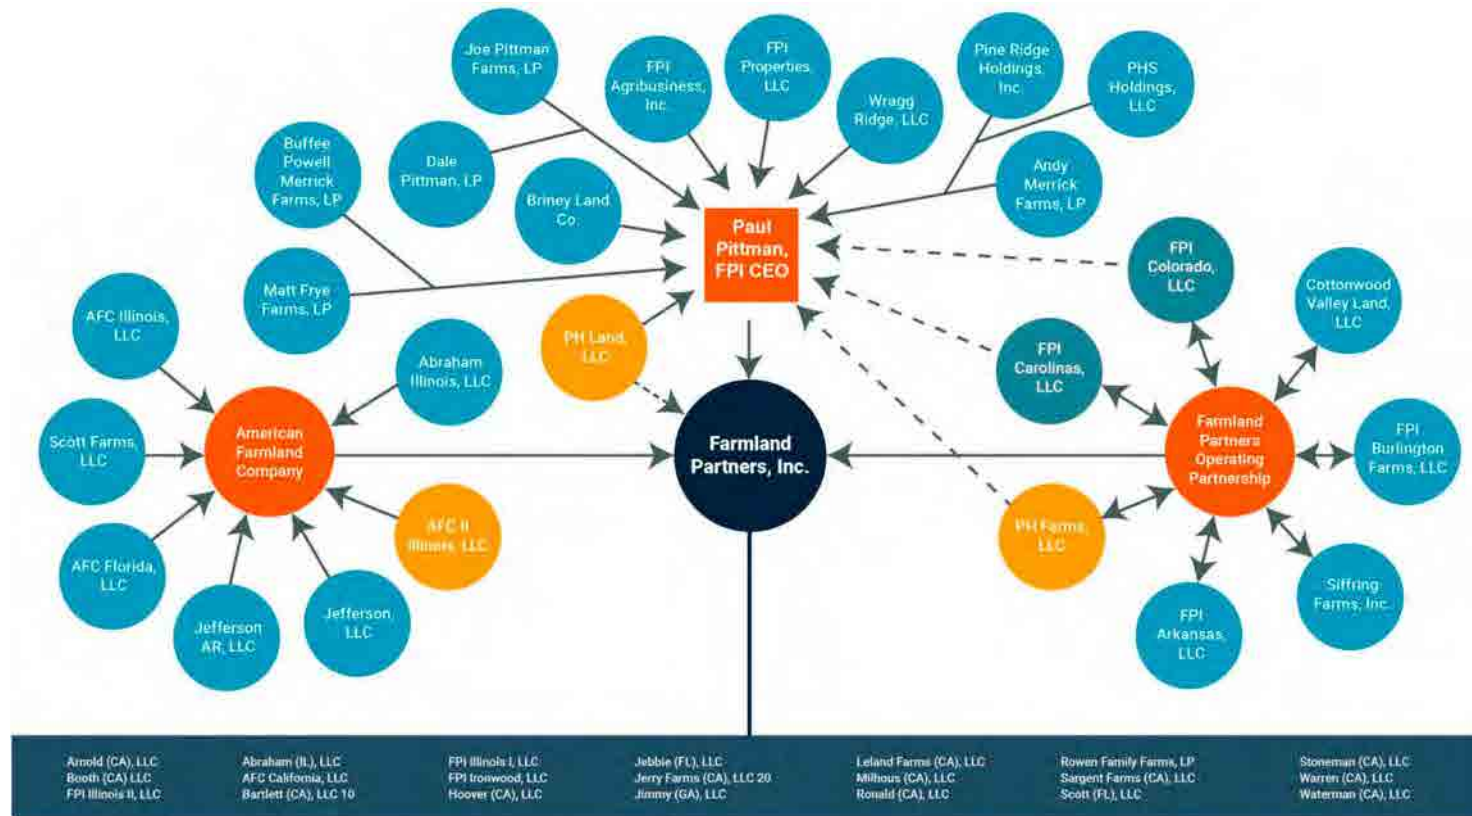 Joe Pittman
Farms, LP
FPI
Agribusiness,
Inc.
FPI
Properties,
LLC
Wragg
Ridge, LLC
Pine Ridge
Holdings,
Inc.
PHS
Holdings,
LLC
Buffee
Powell
Merrick
Farms, LP
Dale
Pittman, LP
Briney Land
Co.
Andy
Merrick
Farms, LP
Paul
Pittman,
FPI CEO
Matt Frye
Farms, LP
FPI
Colorado,
LLC
Cottonwood
Valley Land,
LLC
AFC Illinois,
LLC
Abraham
Illinois, LLC
PH Land,
LLC
FPI
Carolinas,
LLC
Scott Farms,
LLC
American
Farmland
Company
Farmland
Partners, Inc.
Farmland
Partnera
Operating
Partnership
FPI
Burlington
Farms, LLC
AFC II
Illinois, LLC
PH Farms,
LLC
AFC Florida,
LLC
Jefferson
AR, LLC
Jefferson,
LLC
FPI
Arkansas,
LLC
Siffring
Farms, Inc.
Arnold (CA), LLC
Booth (CA) LLC
FPI Illinois II, LLC
Abraham (IL), LLC
AFC California, LLC
Bartlett (CA), LLC 10
FPI Illinois I, LLC
FPI Ironwood, LLC
Hoover (CA), LLC
Jebbie (FL), LLC
Jerry Farms (CA), LLC 20
Jimmy (GA), LLC
Leland Farms (CA), LLC
Milhous (CA), LLC
Ronald (CA), LLC
Rowen Family Farms, LP
Sargent Farms (CA), LLC
Scott (FL), LLC
Stoneman (CA), LLC
Warren (CA), LLC
Waterman (CA), LLC